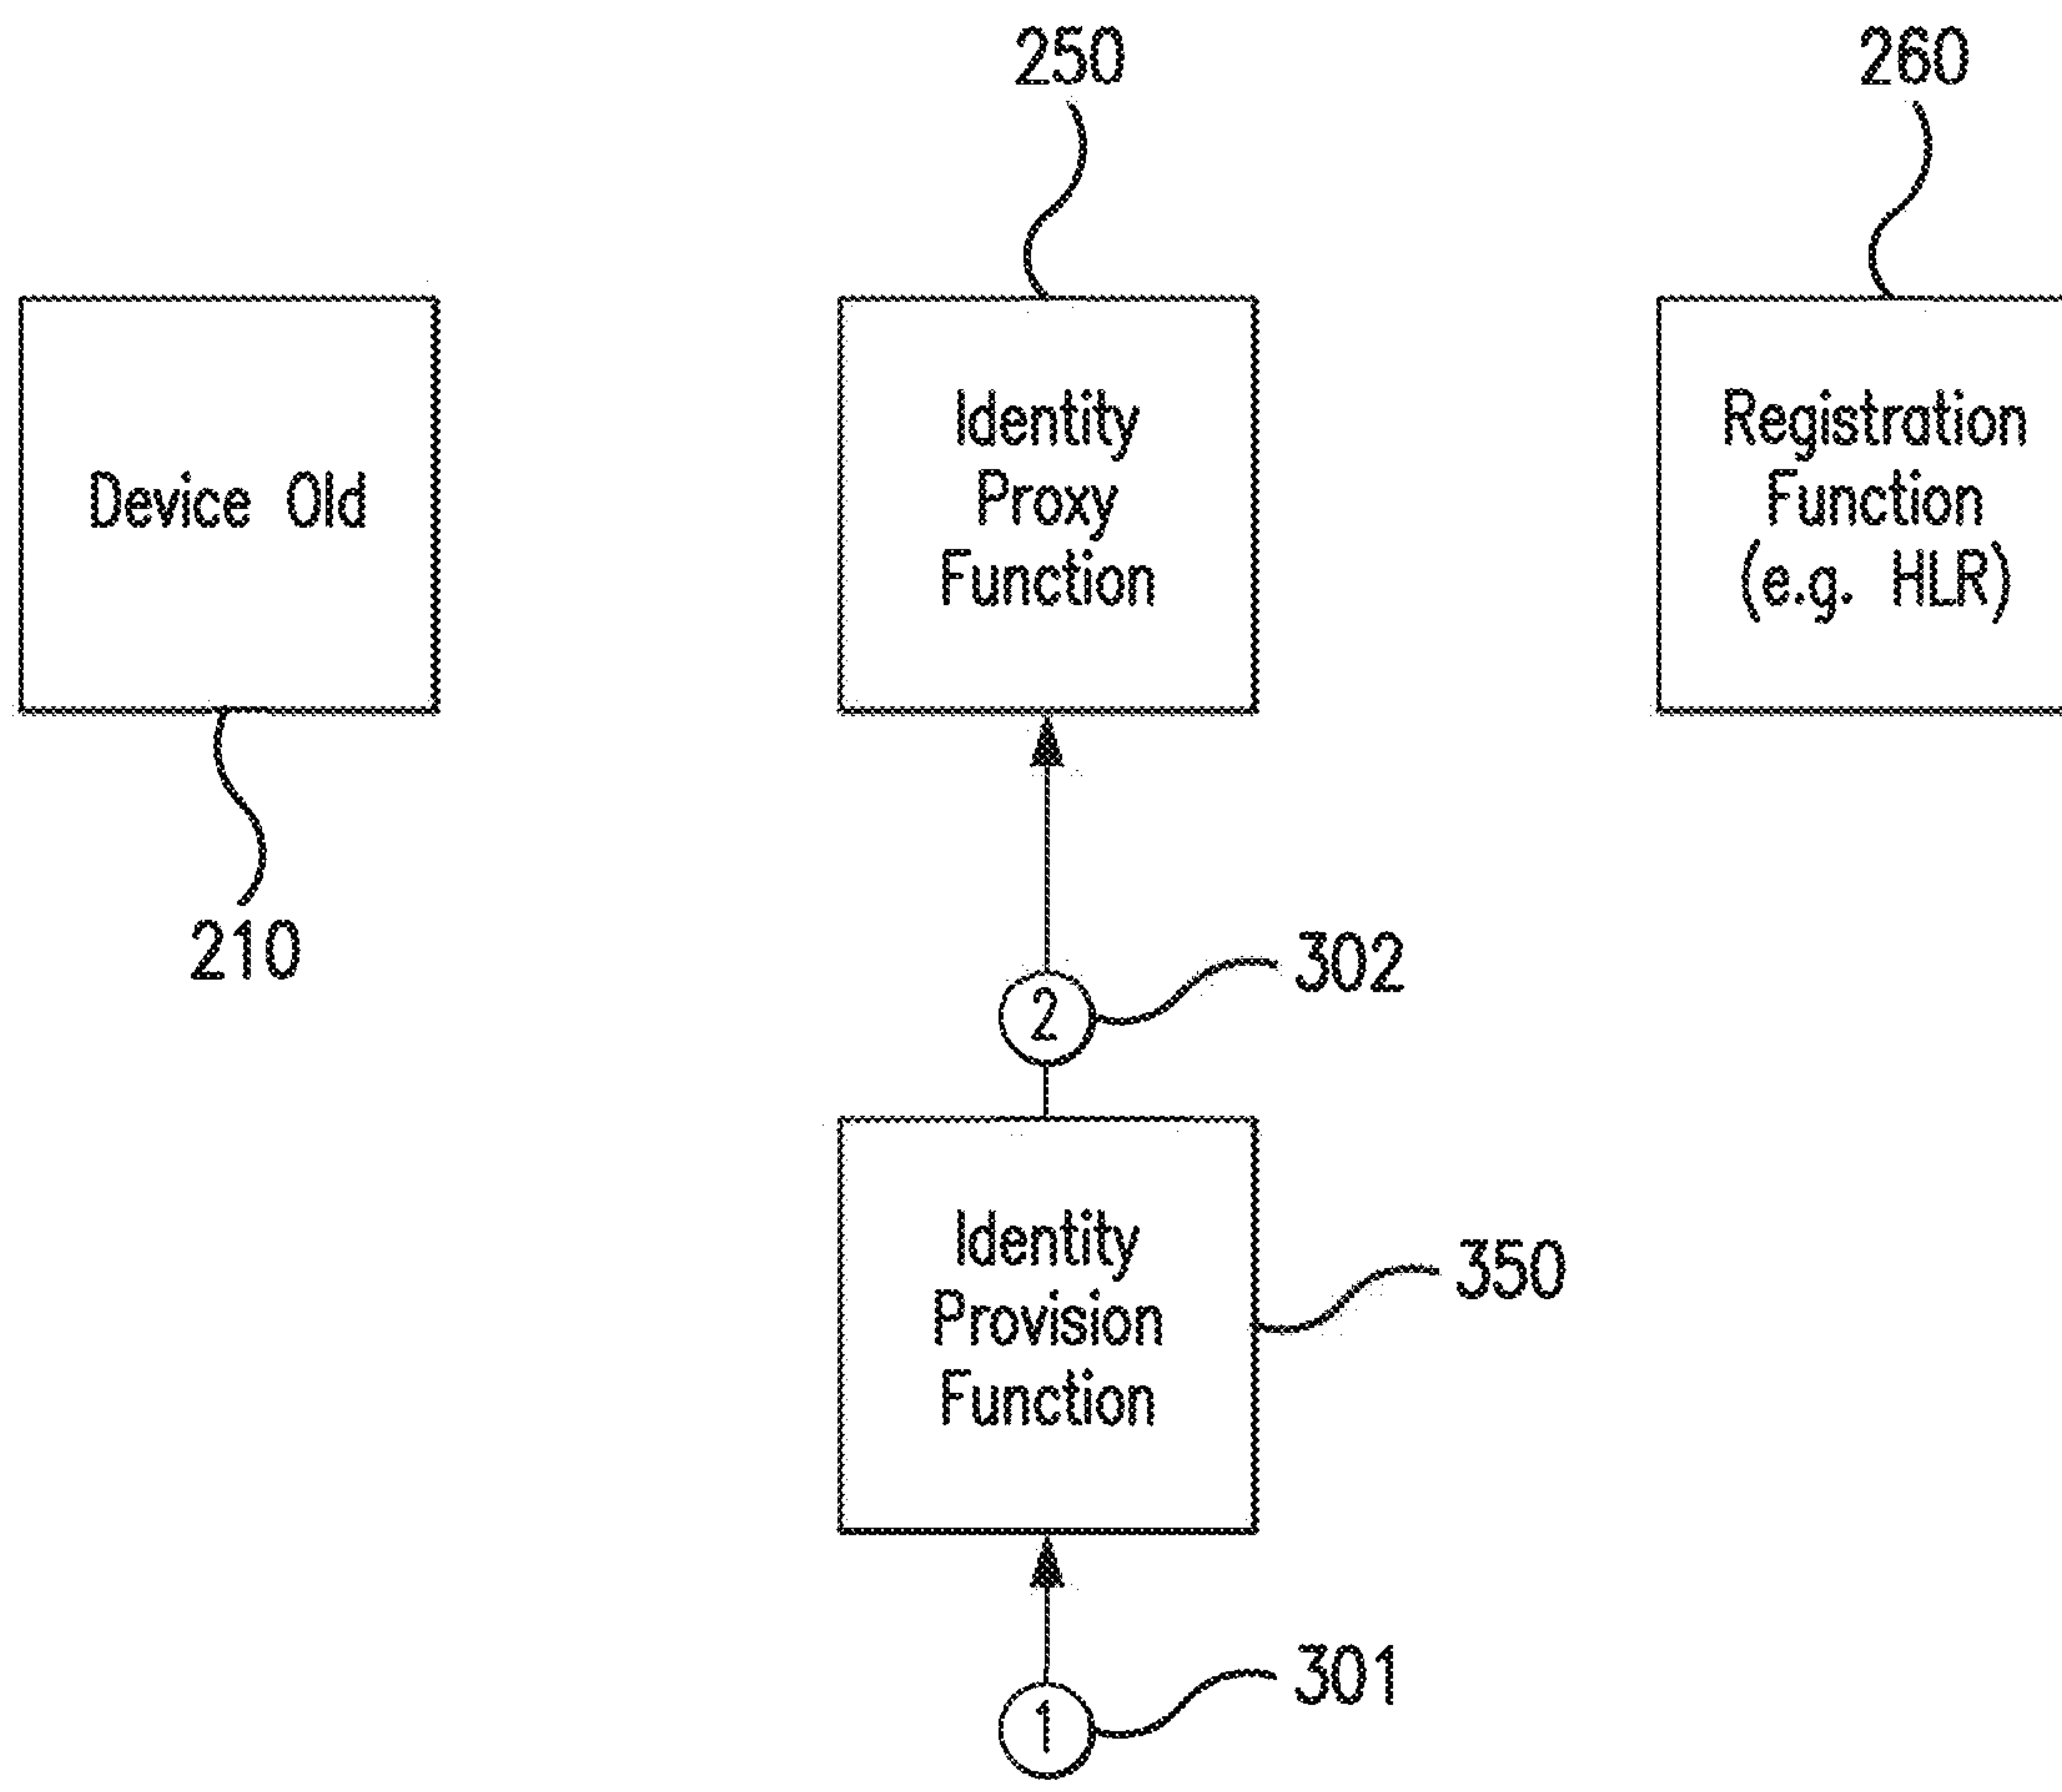 250
260
Device Old
Identity
Proxy
Function
Registration
Function
(e.g. HLR)
210
302
2
Identity
Provision
Function
350
301
1